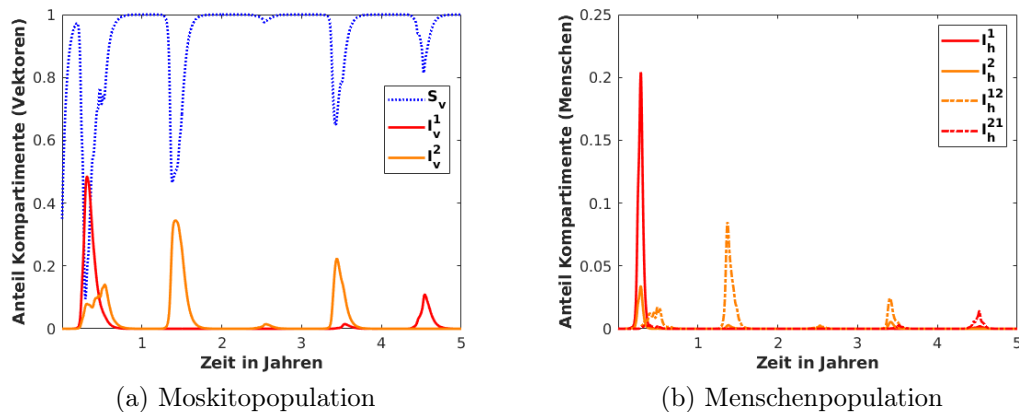 Anteil Kompartimente (Vektoren)
1
0.8
0.6
0.4
0.2
0
1
2
3
4
5
Zeit in Jahren
S_v
I_v^1
I_v^2
(a) Moskitopopulation
Anteil Kompartimente (Menschen)
0.25
0.2
0.15
0.1
0.05
0
1
2
3
4
5
Zeit in Jahren
I_h^1
I_h^2
I_h^12
I_h^21
(b) Menschenpopulation